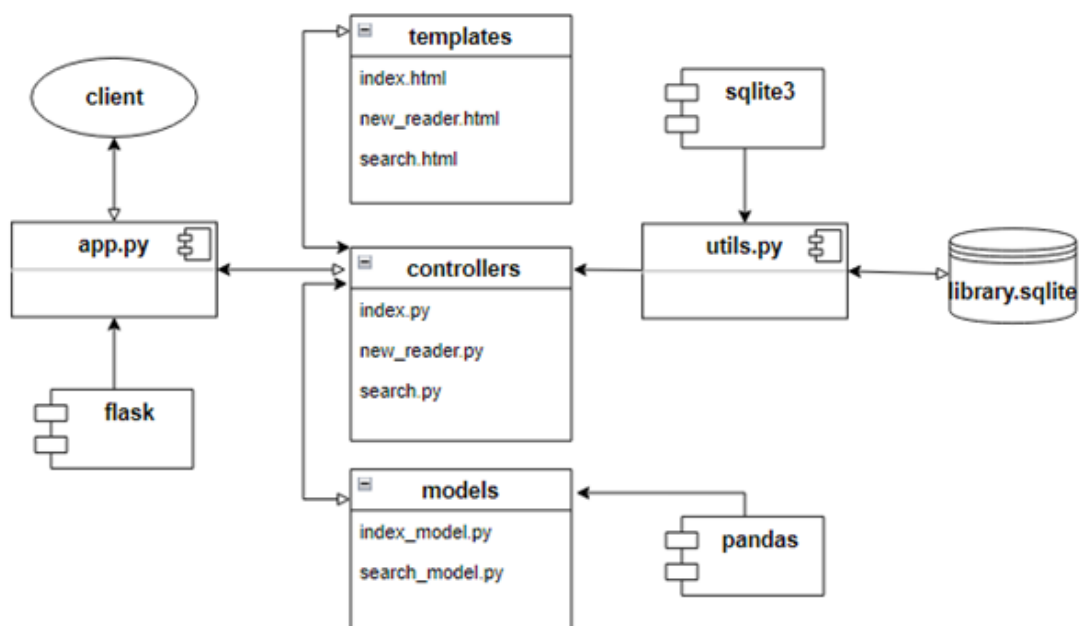 templates
index.html
new_reader.html
search.html
client
sqlite3
app.py
controllers
index.py
new_reader.py
search.py
utils.py
library.sqlite
flask
models
index_model.py
search_model.py
pandas